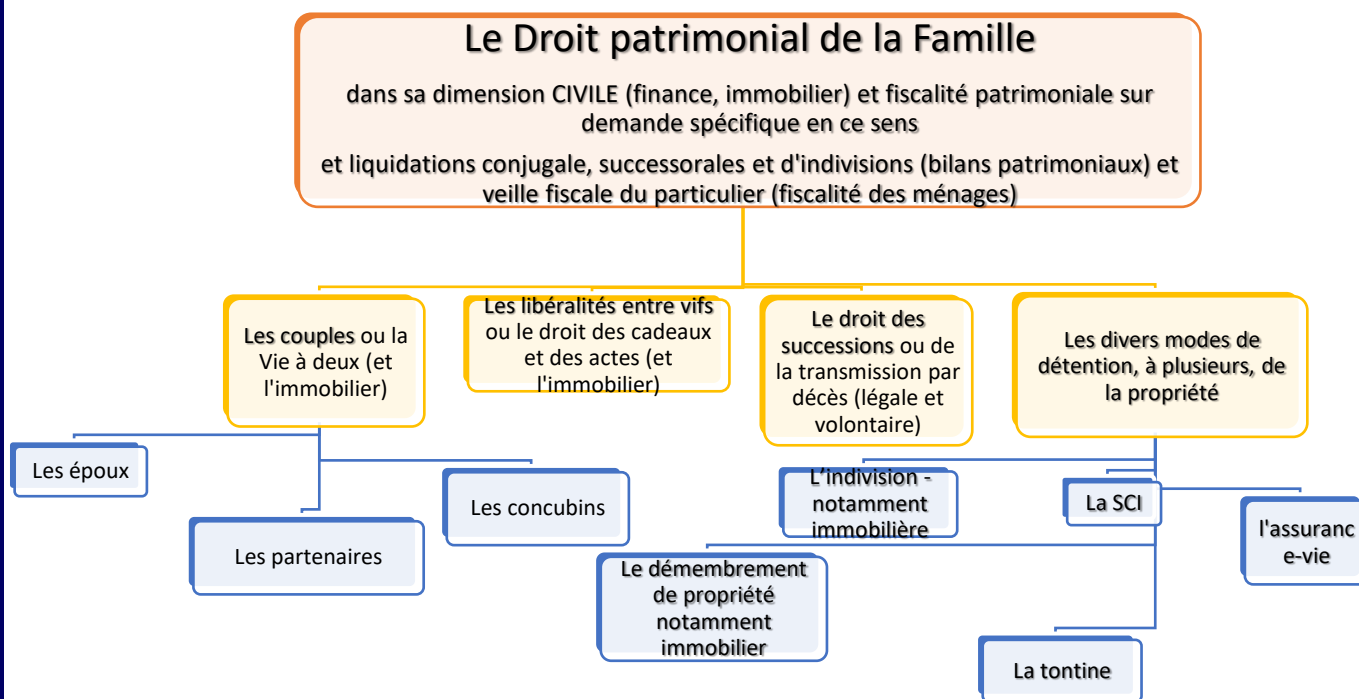 Le Droit patrimonial de la Famille
dans sa dimension CIVILE (finance, immobilier) et fiscalité patrimoniale sur
demande spécifique en ce sens
et liquidations conjugale, successorales et d'indivisions (bilans patrimoniaux) et
veille fiscale du particulier (fiscalité des ménages)
Les couples ou la
Vie à deux (et
l'immobilier)
Les libéralités entre vifs
ou le droit des cadeaux
et des actes (et
l'immobilier)
Le droit des
successions ou de
la transmission par
décès (légale et
volontaire)
Les divers modes de
détention, à plusieurs, de
la propriété
Les époux
Les partenaires
Les concubins
L'indivision -
notamment
immobilière
La SCI
l'assuranc
e-vie
Le démembrement
de propriété
notamment
immobilier
La tontine